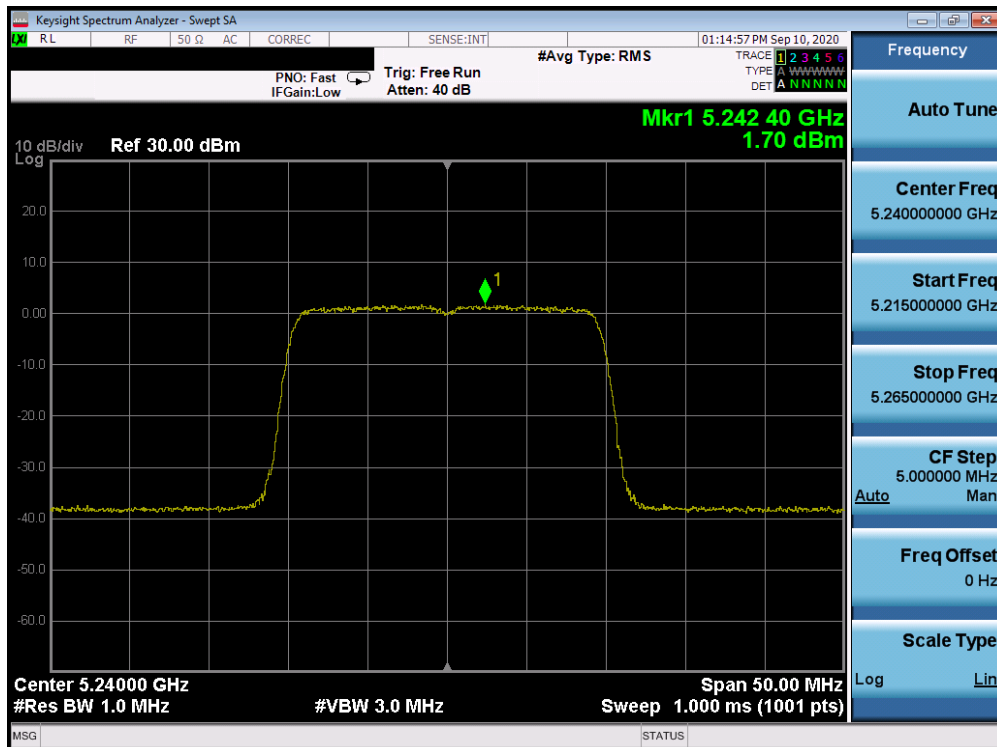 Keysight Spectrum Analyzer - Swept SA
LXI RL RF 50 Ω AC CORREC SENSE:INT 01:14:57 PM Sep 10, 2020
PNO: Fast
IFGain:Low
Trig: Free Run
Atten: 40 dB
#Avg Type: RMS
TRACE 1 2 3 4 5 6
TYPE A WWWWW
DET A N N N N N
Mkr1 5.242 40 GHz
1.70 dBm
10 dB/div Ref 30.00 dBm
Log
20.0
10.0
1
0.00
-10.0
-20.0
-30.0
-40.0
-50.0
-60.0
Center 5.24000 GHz Span 50.00 MHz
#Res BW 1.0 MHz #VBW 3.0 MHz Sweep 1.000 ms (1001 pts)
MSG STATUS
Frequency
Auto Tune
Center Freq
5.240000000 GHz
Start Freq
5.215000000 GHz
Stop Freq
5.265000000 GHz
CF Step
5.000000 MHz
Auto Man
Freq Offset
0 Hz
Scale Type
Log Lin